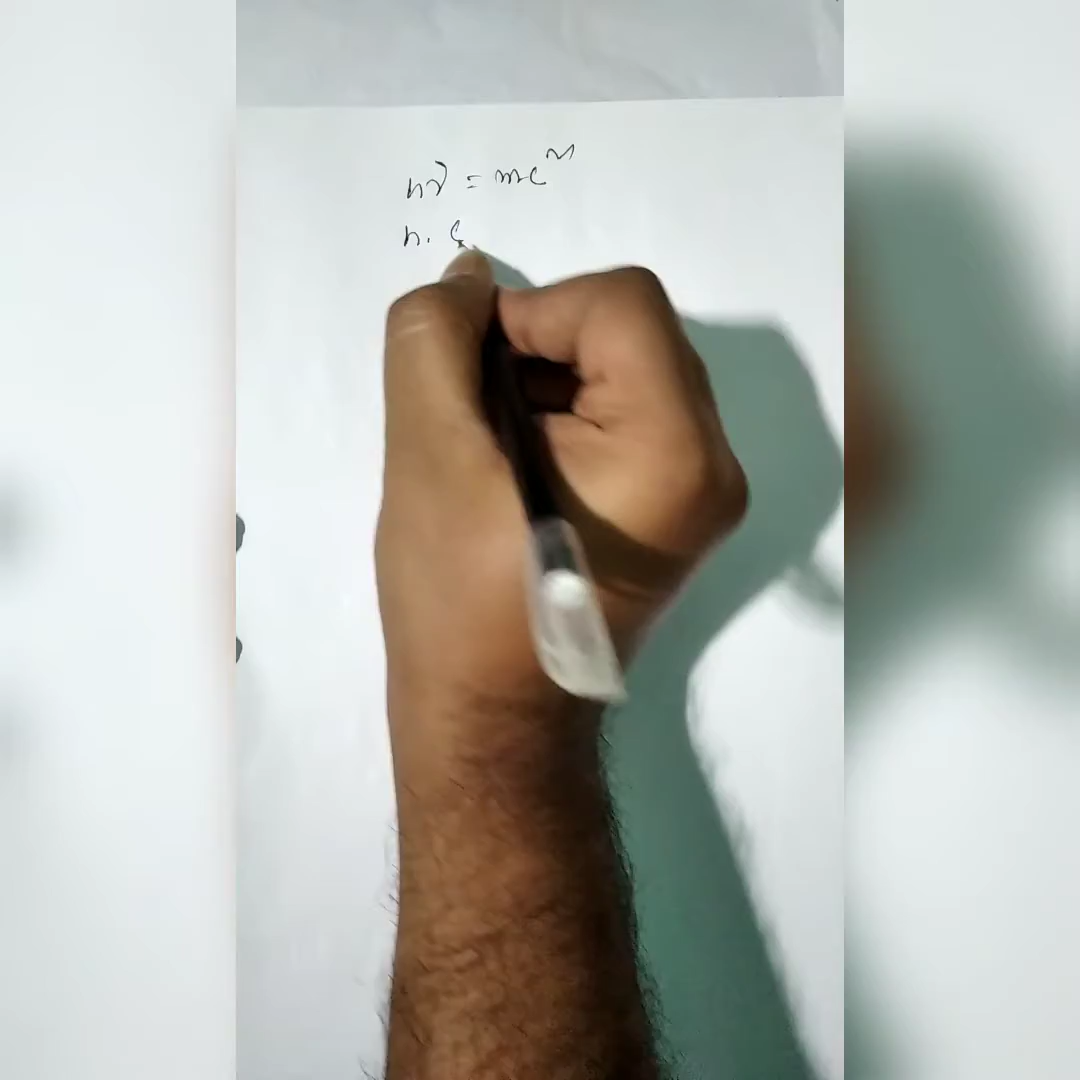 hν = mc²
h. c